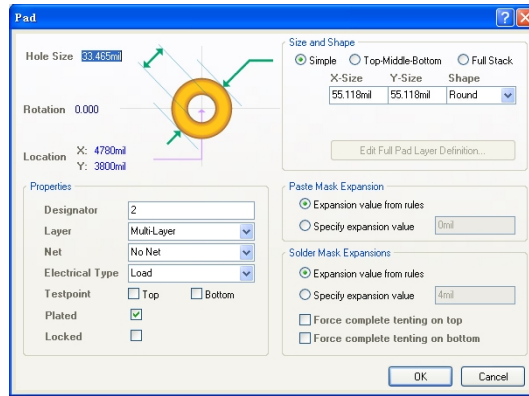 Pad
Hole Size 33.465mil
Rotation 0.000
Location X: 4780mil
Y: 3800mil
Size and Shape
Simple Top-Middle-Bottom Full Stack
X-Size Y-Size Shape
55.118mil 55.118mil Round
Edit Full Pad Layer Definition...
Properties
Designator 2
Layer Multi-Layer
Net No Net
Electrical Type Load
Testpoint Top Bottom
Plated
Locked
Paste Mask Expansion
Expansion value from rules
Specify expansion value 0mil
Solder Mask Expansions
Expansion value from rules
Specify expansion value 4mil
Force complete tenting on top
Force complete tenting on bottom
OK Cancel